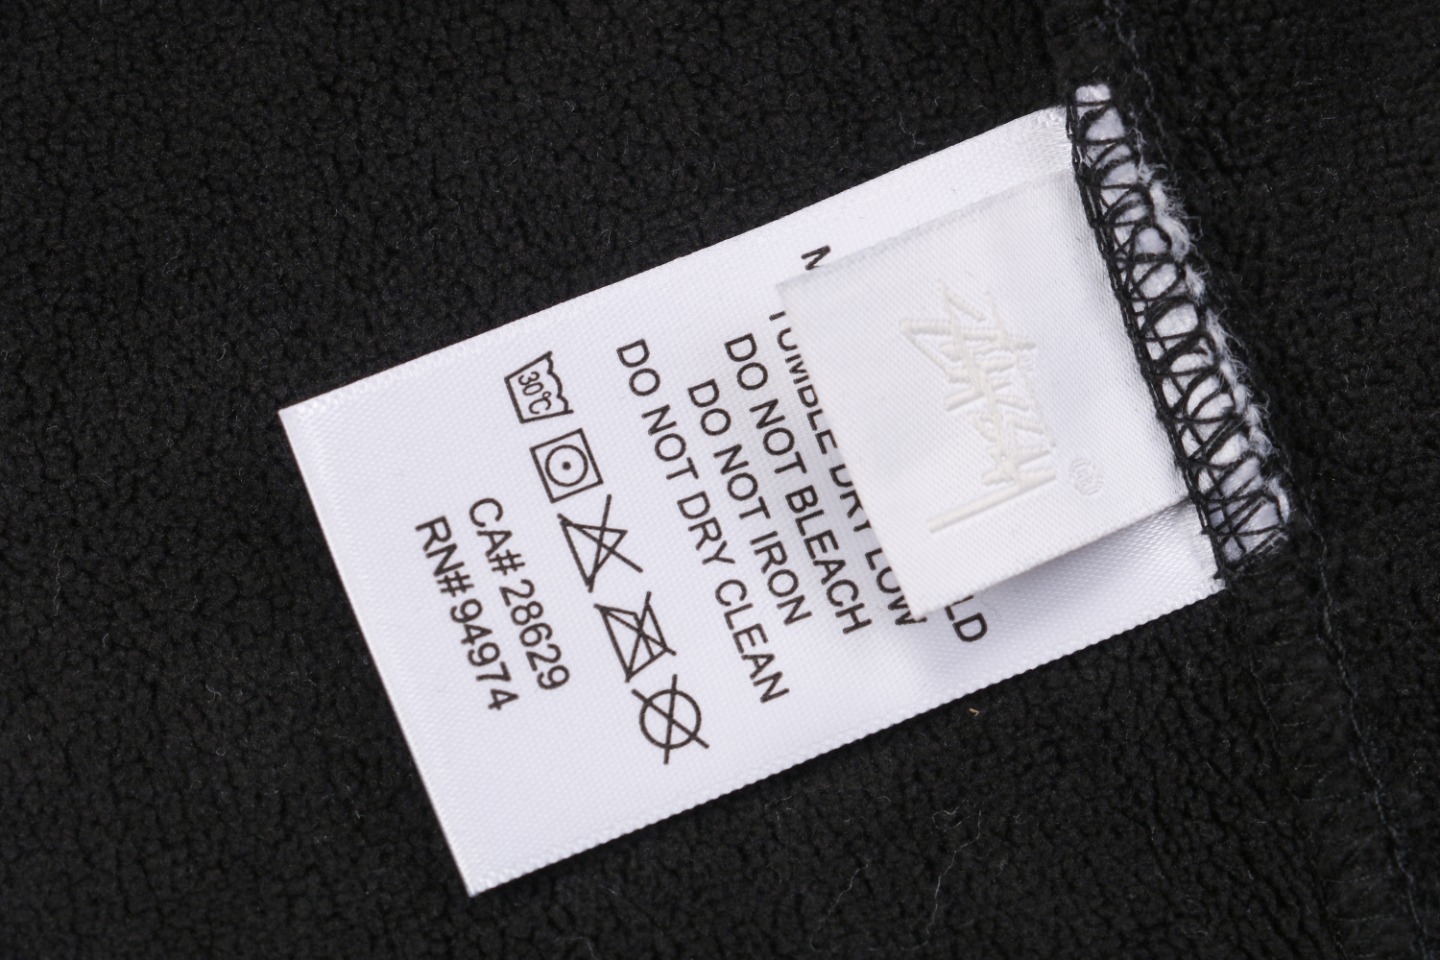 TUMBLE DRY LOW
DO NOT BLEACH
DO NOT IRON
DO NOT DRY CLEAN
30℃
CA# 28629
RN# 94974